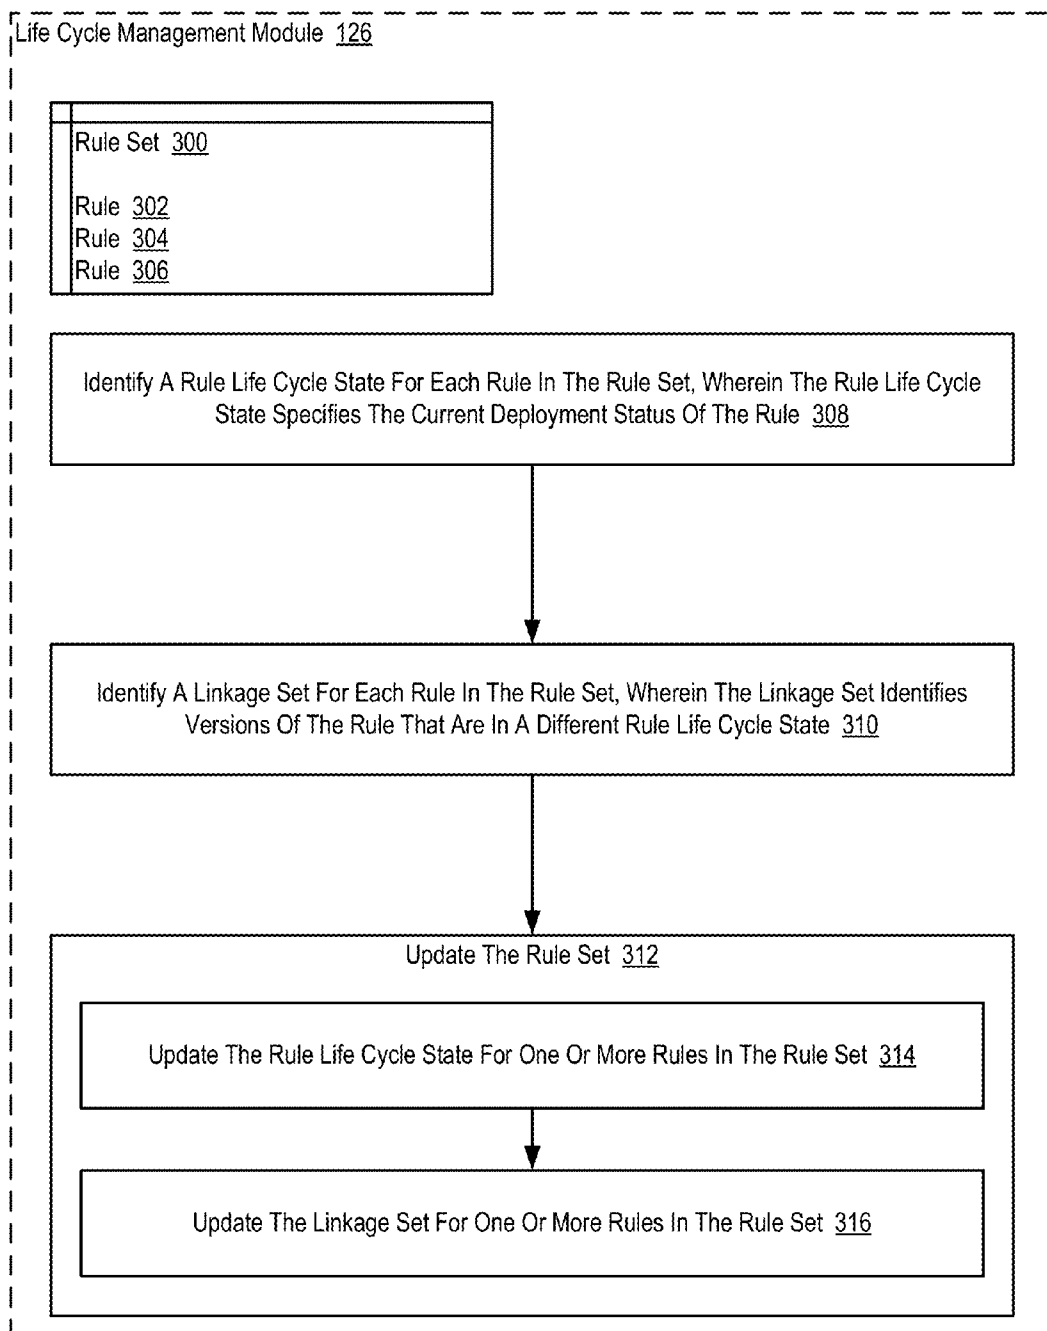 Life Cycle Management Module 126
Rule Set 300
Rule 302
Rule 304
Rule 306
Identify A Rule Life Cycle State For Each Rule In The Rule Set, Wherein The Rule Life Cycle
State Specifies The Current Deployment Status Of The Rule 308
Identify A Linkage Set For Each Rule In The Rule Set, Wherein The Linkage Set Identifies
Versions Of The Rule That Are In A Different Rule Life Cycle State 310
Update The Rule Set 312
Update The Rule Life Cycle State For One Or More Rules In The Rule Set 314
Update The Linkage Set For One Or More Rules In The Rule Set 316